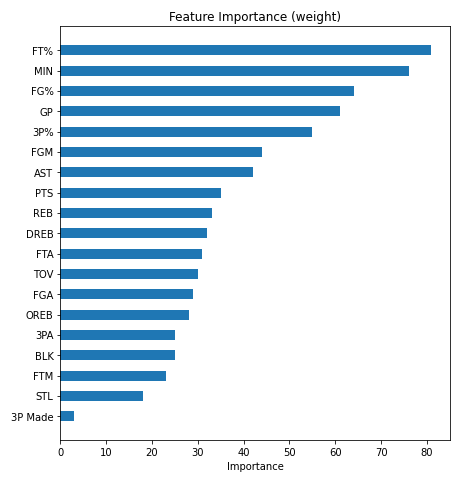 Feature Importance (weight)
FT%
MIN
FG%
GP
3P%
FGM
AST
PTS
REB
DREB
FTA
TOV
FGA
OREB
3PA
BLK
FTM
STL
3P Made
0 10 20 30 40 50 60 70 80
Importance